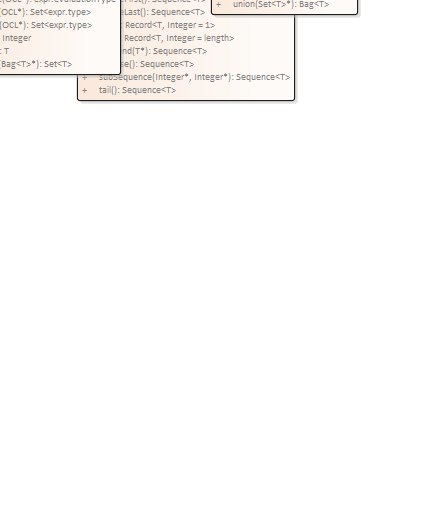 (OCL*): Set<expr.type>
(OCL*): Set<expr.type>
Integer
: T
(Bag<T>*): Set<T>
eLast(): Sequence<T>
: Record<T, Integer = 1>
Record<T, Integer = length>
nd(T*): Sequence<T>
se(): Sequence<T>
+ subSequence(Integer*, Integer*): Sequence<T>
+ tail(): Sequence<T>
+ union(Set<T>*): Bag<T>